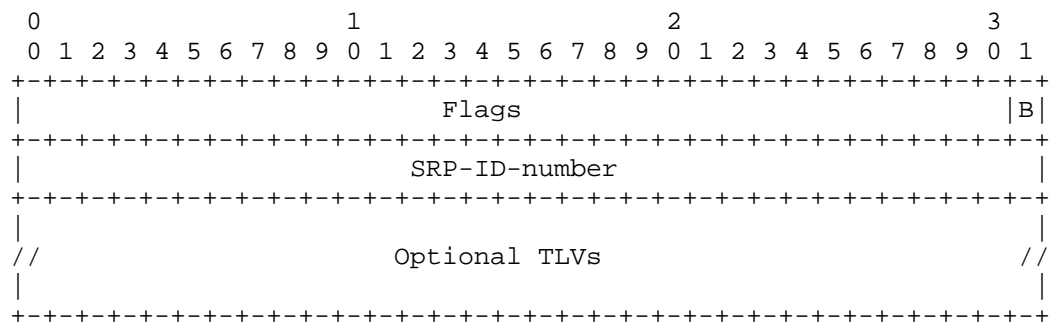 0                   1                   2                   3
 0 1 2 3 4 5 6 7 8 9 0 1 2 3 4 5 6 7 8 9 0 1 2 3 4 5 6 7 8 9 0 1
+-+-+-+-+-+-+-+-+-+-+-+-+-+-+-+-+-+-+-+-+-+-+-+-+-+-+-+-+-+-+-+-+
|                          Flags                              |B|
+-+-+-+-+-+-+-+-+-+-+-+-+-+-+-+-+-+-+-+-+-+-+-+-+-+-+-+-+-+-+-+-+
|                        SRP-ID-number                          |
+-+-+-+-+-+-+-+-+-+-+-+-+-+-+-+-+-+-+-+-+-+-+-+-+-+-+-+-+-+-+-+-+
|                                                               |
//                      Optional TLVs                          //
|                                                               |
+-+-+-+-+-+-+-+-+-+-+-+-+-+-+-+-+-+-+-+-+-+-+-+-+-+-+-+-+-+-+-+-+